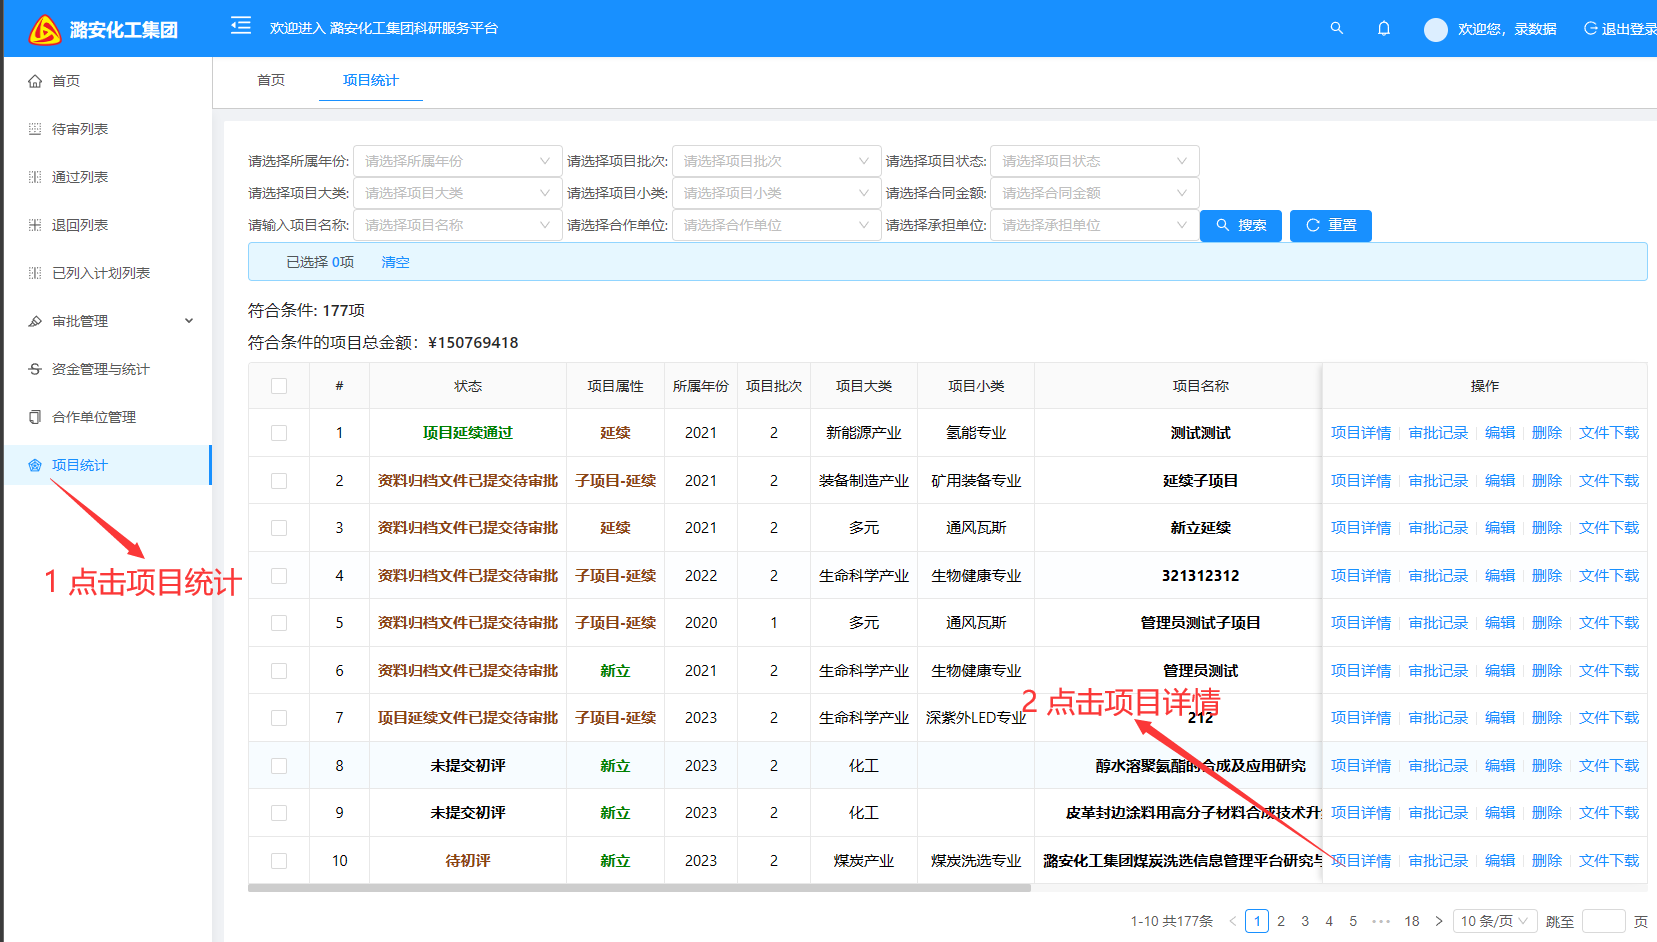 潞安化工集团
欢迎进入 潞安化工集团科研服务平台
欢迎您，录数据
退出登录
首页
待审列表
通过列表
退回列表
已列入计划列表
审批管理
资金管理与统计
合作单位管理
项目统计
1 点击项目统计
首页 项目统计
请选择所属年份: 请选择所属年份 请选择项目批次: 请选择项目批次 请选择项目状态: 请选择项目状态
请选择项目大类: 请选择项目大类 请选择项目小类: 请选择项目小类 请选择合同金额: 请选择合同金额
请输入项目名称: 请选择项目名称 请选择合作单位: 请选择合作单位 请选择承担单位: 请选择承担单位 搜索 重置
已选择 0项 清空
符合条件: 177项
符合条件的项目总金额：¥150769418
# 状态 项目属性 所属年份 项目批次 项目大类 项目小类 项目名称 操作
1 项目延续通过 延续 2021 2 新能源产业 氢能专业 测试测试 项目详情 审批记录 编辑 删除 文件下载
2 资料归档文件已提交待审批 子项目-延续 2021 2 装备制造产业 矿用装备专业 延续子项目 项目详情 审批记录 编辑 删除 文件下载
3 资料归档文件已提交待审批 延续 2021 2 多元 通风瓦斯 新立延续 项目详情 审批记录 编辑 删除 文件下载
4 资料归档文件已提交待审批 子项目-延续 2022 2 生命科学产业 生物健康专业 321312312 项目详情 审批记录 编辑 删除 文件下载
5 资料归档文件已提交待审批 子项目-延续 2020 1 多元 通风瓦斯 管理员测试子项目 项目详情 审批记录 编辑 删除 文件下载
6 资料归档文件已提交待审批 新立 2021 2 生命科学产业 生物健康专业 管理员测试 项目详情 审批记录 编辑 删除 文件下载
2 点击项目详情
7 项目延续文件已提交待审批 子项目-延续 2023 2 生命科学产业 深紫外LED专业 212 项目详情 审批记录 编辑 删除 文件下载
8 未提交初评 新立 2023 2 化工 醇水溶聚氨酯的合成及应用研究 项目详情 审批记录 编辑 删除 文件下载
9 未提交初评 新立 2023 2 化工 皮革封边涂料用高分子材料合成技术升 项目详情 审批记录 编辑 删除 文件下载
10 待初评 新立 2023 2 煤炭产业 煤炭洗选专业 潞安化工集团煤炭洗选信息管理平台研究与 项目详情 审批记录 编辑 删除 文件下载
1-10 共177条 < 1 2 3 4 5 ••• 18 > 10 条/页 跳至 页